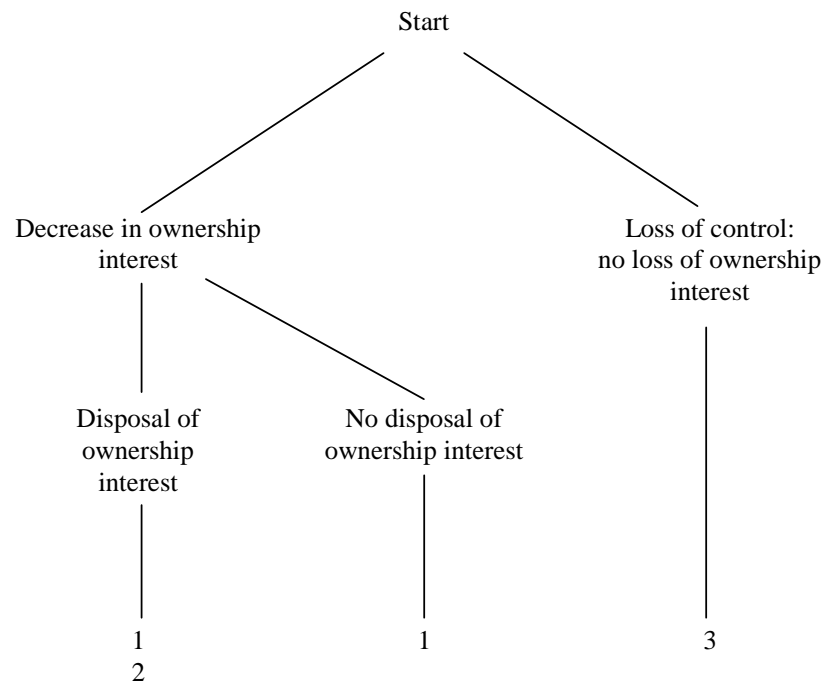 Start
Decrease in ownership
interest
Loss of control:
no loss of ownership
interest
Disposal of
ownership
interest
No disposal of
ownership interest
1
2
1
3